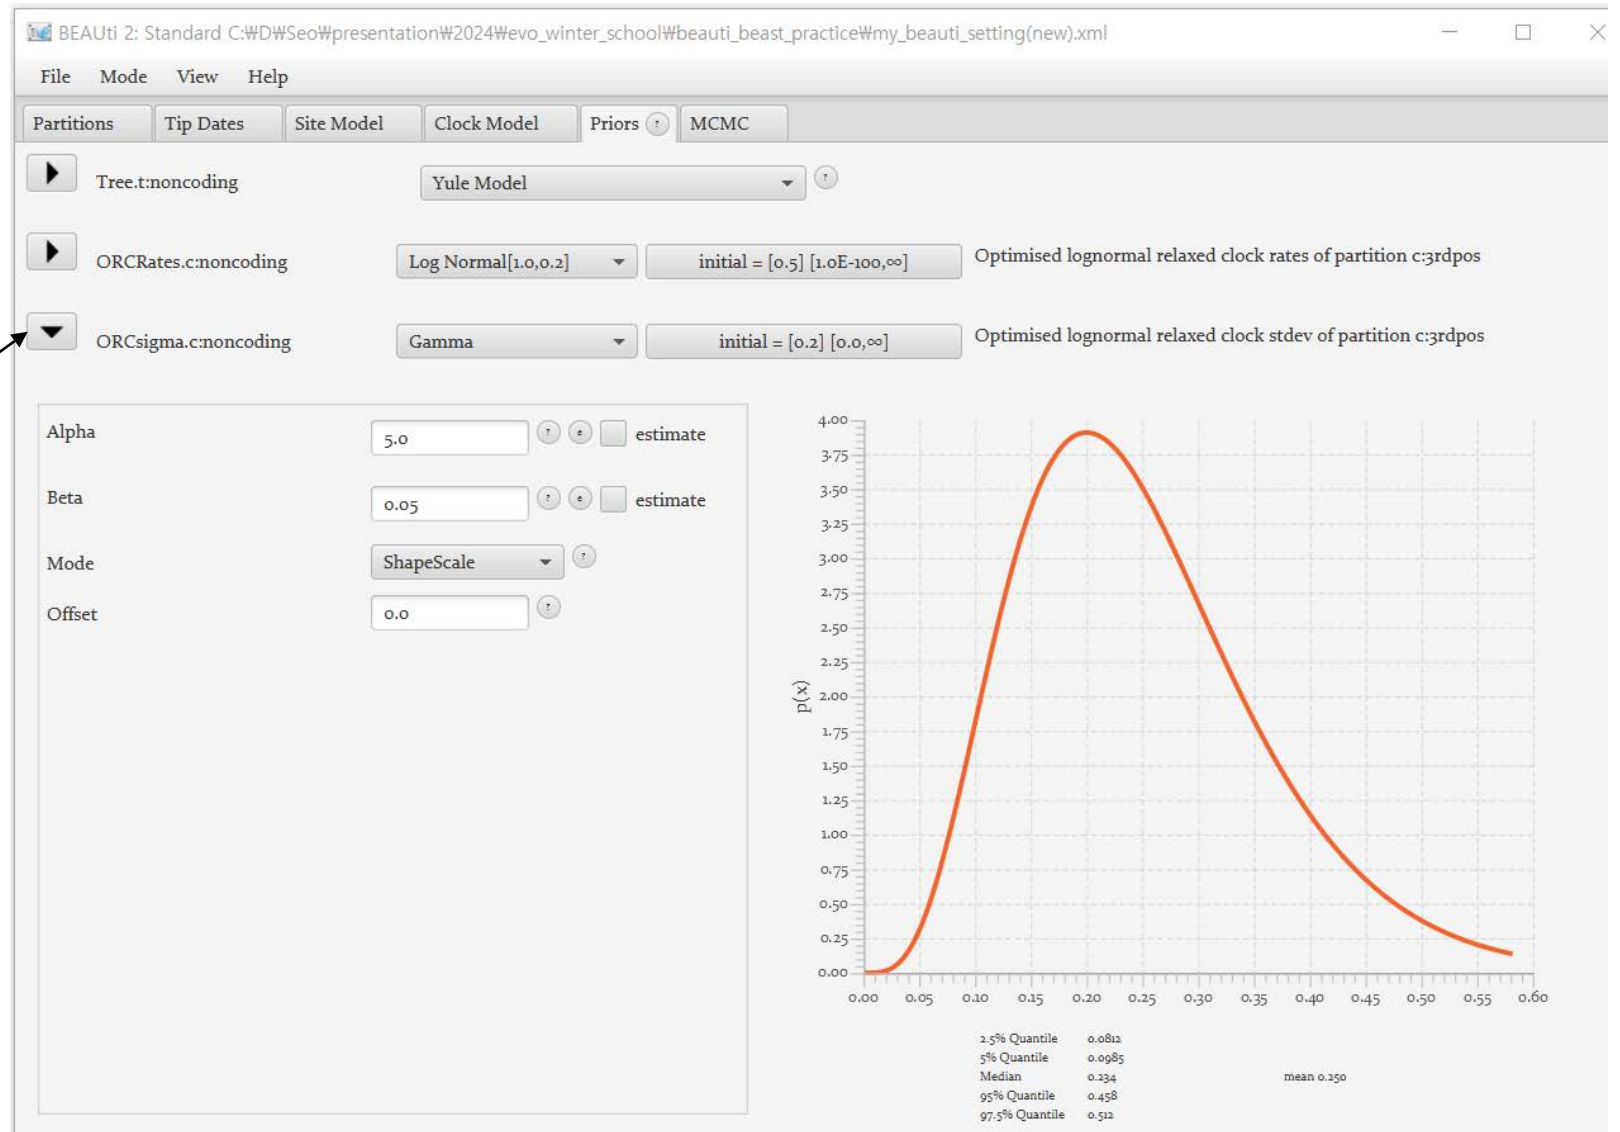 BEAUti 2: Standard C:₩D₩Seo₩presentation₩2024₩evo_winter_school₩beauti_beast_practice₩my_beauti_setting(new).xml
File Mode View Help
Partitions Tip Dates Site Model Clock Model Priors ? MCMC
Tree.t:noncoding Yule Model ?
ORCRates.c:noncoding Log Normal[1.0,0.2] initial = [0.5] [1.0E-100,∞] Optimised lognormal relaxed clock rates of partition c:3rdpos
ORCsigma.c:noncoding Gamma initial = [0.2] [0.0,∞] Optimised lognormal relaxed clock stdev of partition c:3rdpos
Alpha 5.0 ? e estimate
Beta 0.05 ? e estimate
Mode ShapeScale ?
Offset 0.0 ?
p(x)
4.00
3.75
3.50
3.25
3.00
2.75
2.50
2.25
2.00
1.75
1.50
1.25
1.00
0.75
0.50
0.25
0.00
0.00 0.05 0.10 0.15 0.20 0.25 0.30 0.35 0.40 0.45 0.50 0.55 0.60
2.5% Quantile 0.0812
5% Quantile 0.0985
Median 0.234 mean 0.250
95% Quantile 0.458
97.5% Quantile 0.512